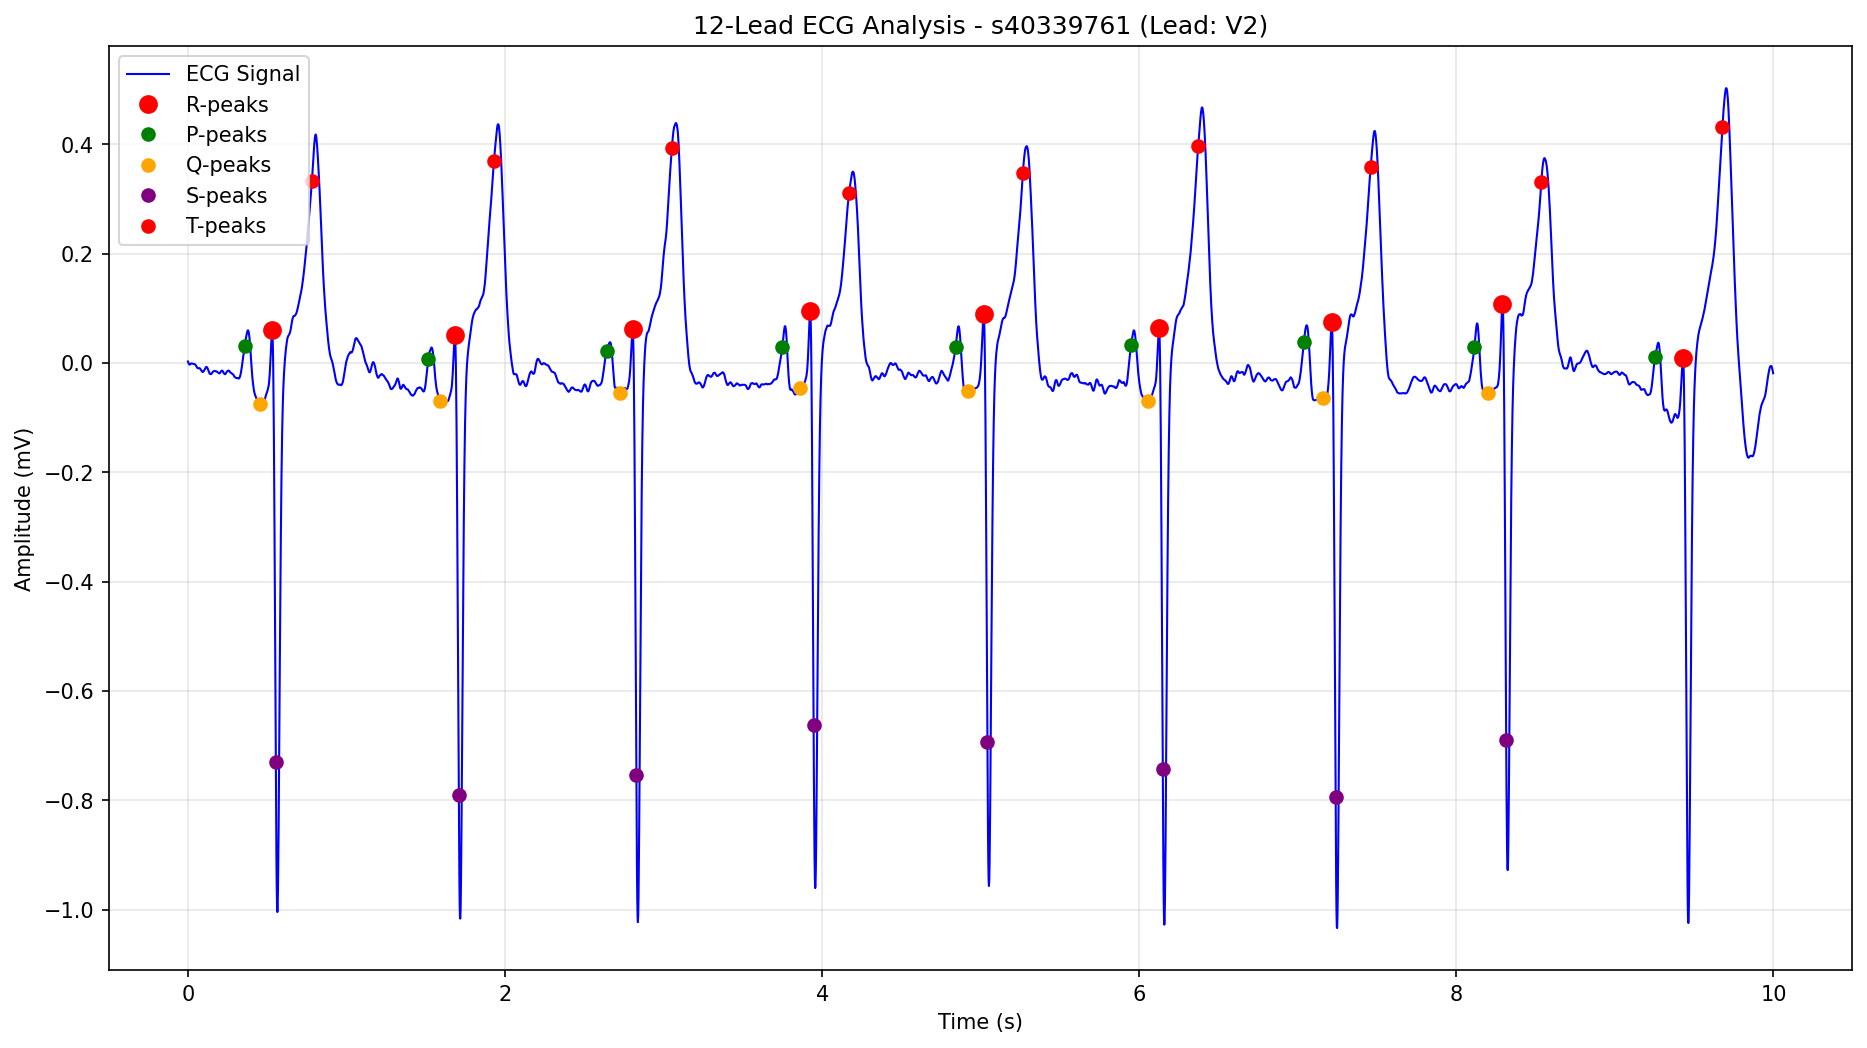 12-Lead ECG Analysis - s40339761 (Lead: V2)
ECG Signal
R-peaks
P-peaks
Q-peaks
S-peaks
T-peaks
Amplitude (mV)
0.4
0.2
0.0
−0.2
−0.4
−0.6
−0.8
−1.0
0
2
4
6
8
10
Time (s)